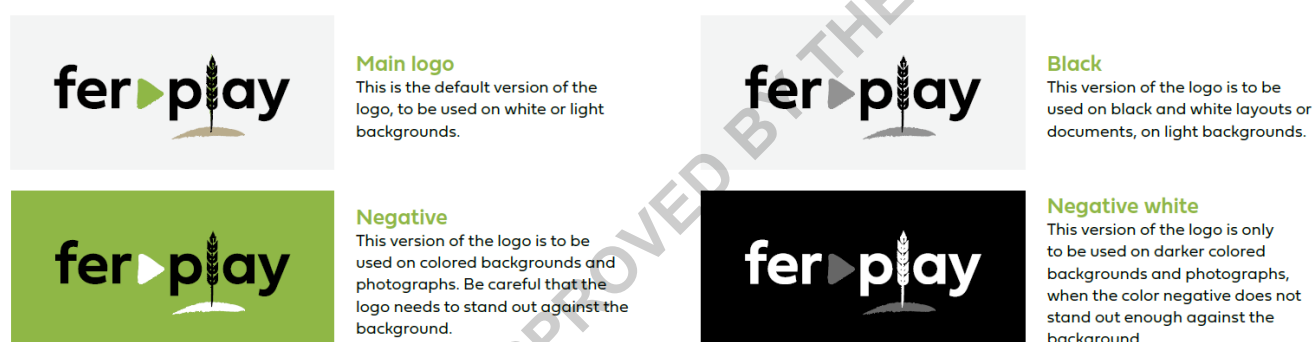 fer play
Main logo
This is the default version of the
logo, to be used on white or light
backgrounds.
fer play
Black
This version of the logo is to be
used on black and white layouts or
documents, on light backgrounds.
fer play
Negative
This version of the logo is to be
used on colored backgrounds and
photographs. Be careful that the
logo needs to stand out against the
background.
fer play
Negative white
This version of the logo is only
to be used on darker colored
backgrounds and photographs,
when the color negative does not
stand out enough against the
background.
PROVED BY THE